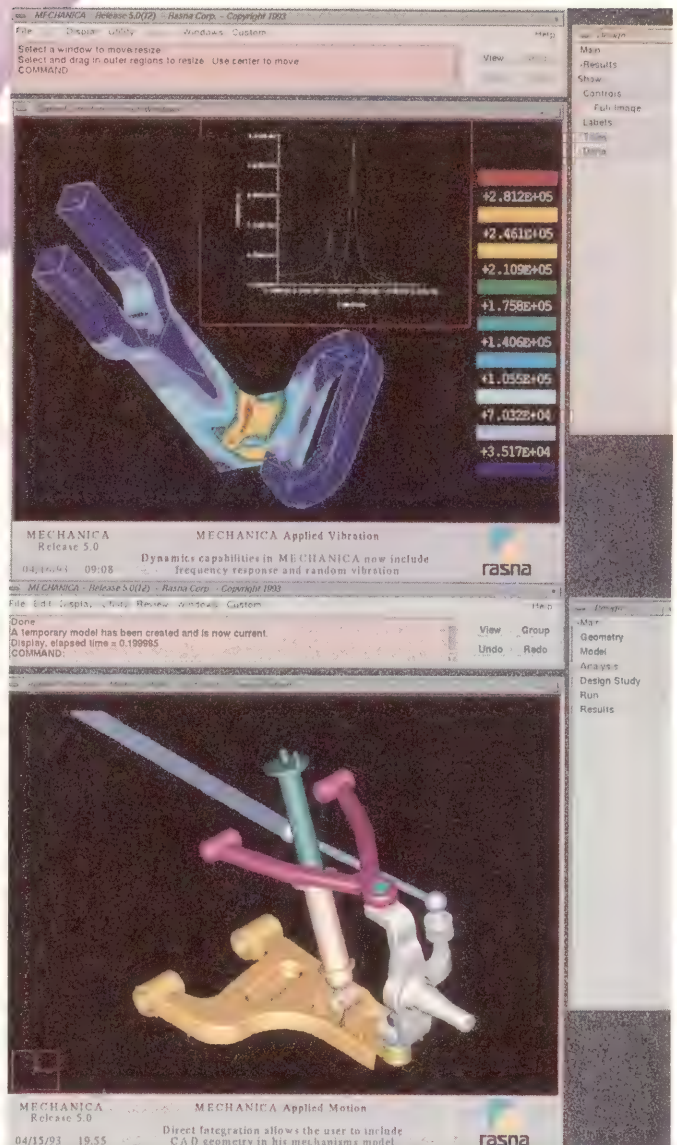 MECHANICA Release 5.0(12) - Rasna Corp. - Copyright 1993
File Display Utility Windows Custom Help
Select a window to move/resize
Select and drag in outer regions to resize. Use center to move
COMMAND
View
Main
Results
Show
Controls
Full Image
Labels
Titles
Done
+2.812E+05
+2.461E+05
+2.109E+05
+1.758E+05
+1.406E+05
+1.055E+05
+7.032E+04
+3.517E+04
MECHANICA
Release 5.0
09:08
MECHANICA Applied Vibration
Dynamics capabilities in MECHANICA now include
frequency response and random vibration
rasna
MECHANICA - Release 5.0(12) - Rasna Corp. - Copyright 1993
File Edit Display Utility Review Windows Custom Help
Done
A temporary model has been created and is now current.
Display, elapsed time = 0.199985
COMMAND:
View Group
Undo Redo
Main
Geometry
Model
Analysis
Design Study
Run
Results
MECHANICA
Release 5.0
04/15/93 19.55
MECHANICA Applied Motion
Direct Integration allows the user to include
CAD geometry in his mechanisms model
rasna